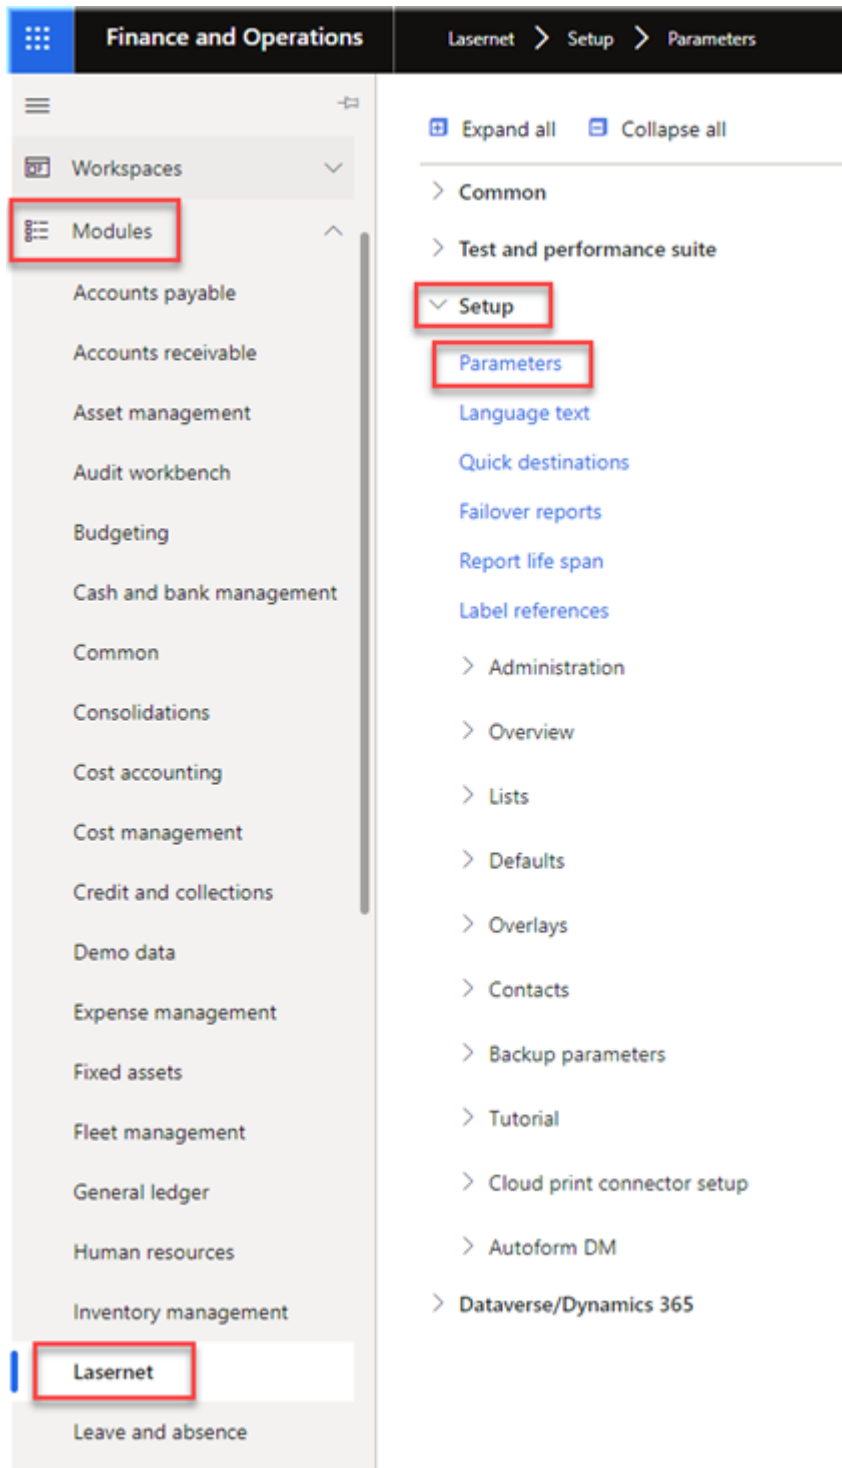 Finance and Operations
Lasernet > Setup > Parameters
Workspaces
Modules
Accounts payable
Accounts receivable
Asset management
Audit workbench
Budgeting
Cash and bank management
Common
Consolidations
Cost accounting
Cost management
Credit and collections
Demo data
Expense management
Fixed assets
Fleet management
General ledger
Human resources
Inventory management
Lasernet
Leave and absence
Expand all
Collapse all
Common
Test and performance suite
Setup
Parameters
Language text
Quick destinations
Failover reports
Report life span
Label references
Administration
Overview
Lists
Defaults
Overlays
Contacts
Backup parameters
Tutorial
Cloud print connector setup
Autoform DM
Dataverse/Dynamics 365